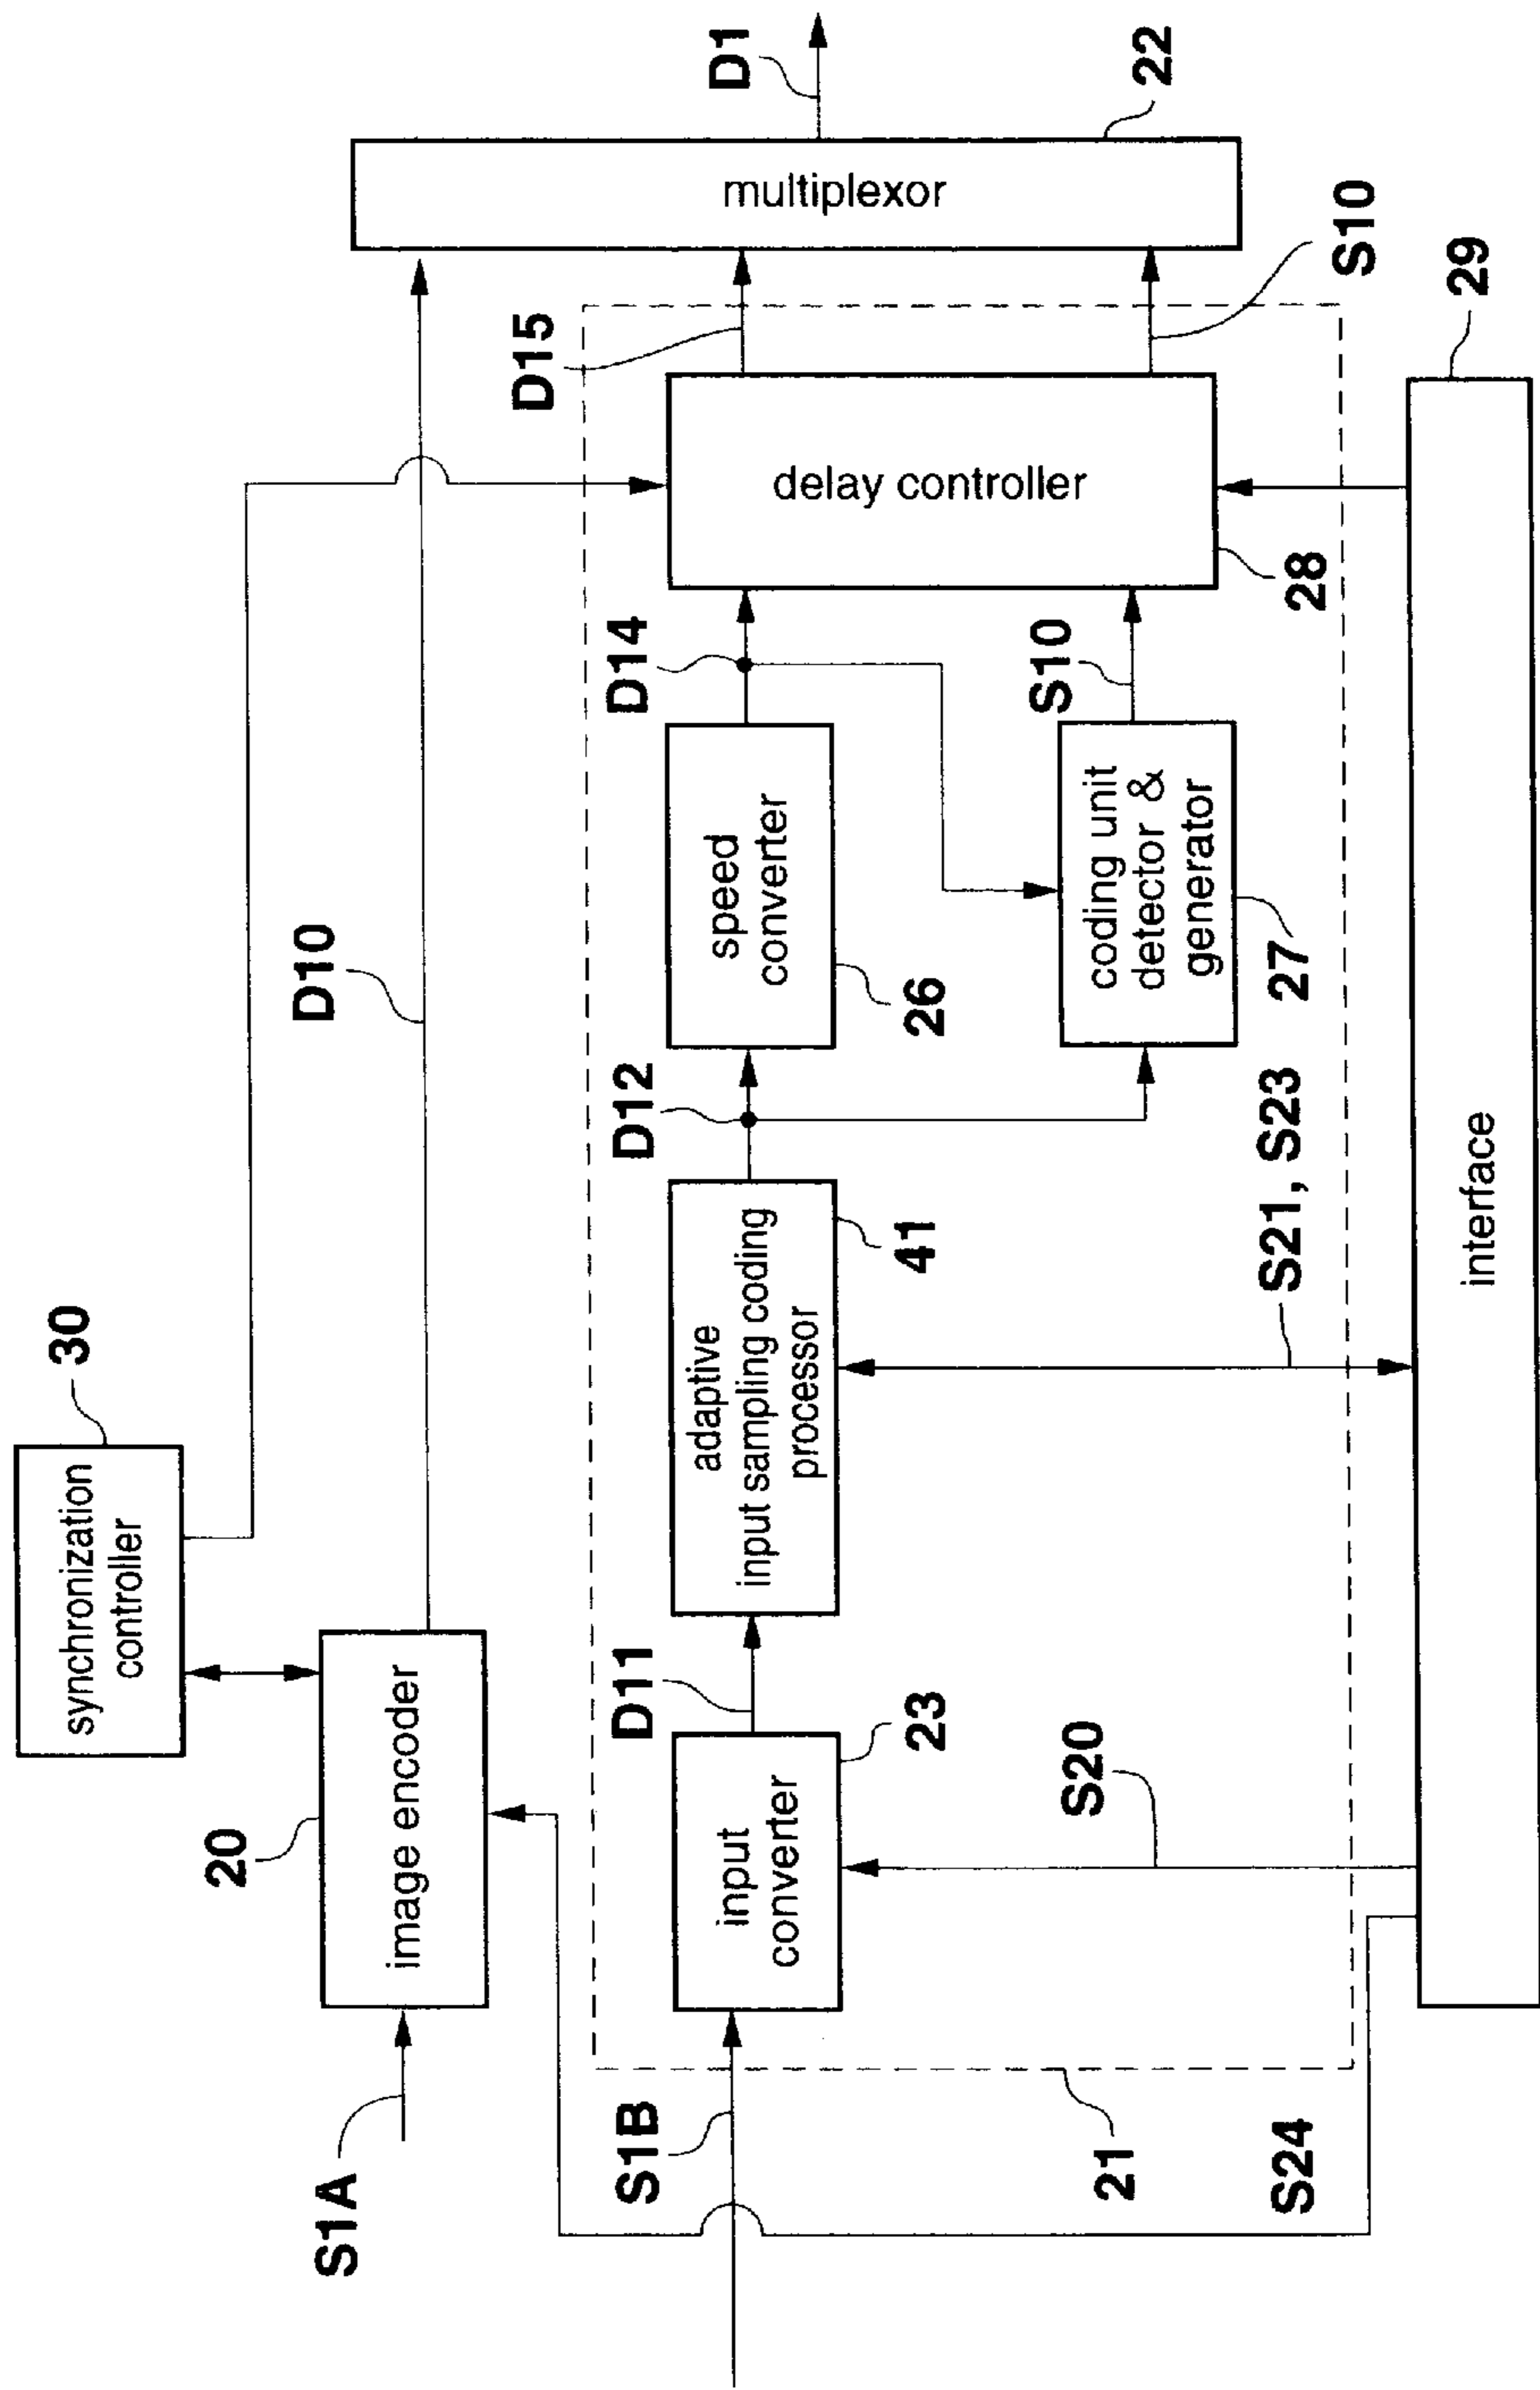 30
synchronization
controller
S1A
20
image encoder
D10
D1
multiplexor
22
S1B
input
converter
23
D11
adaptive
input sampling coding
processor
41
D12
speed
converter
26
D14
D15
delay controller
28
coding unit
detector &
generator
27
S10
S10
21
S24
S20
S21, S23
interface
29